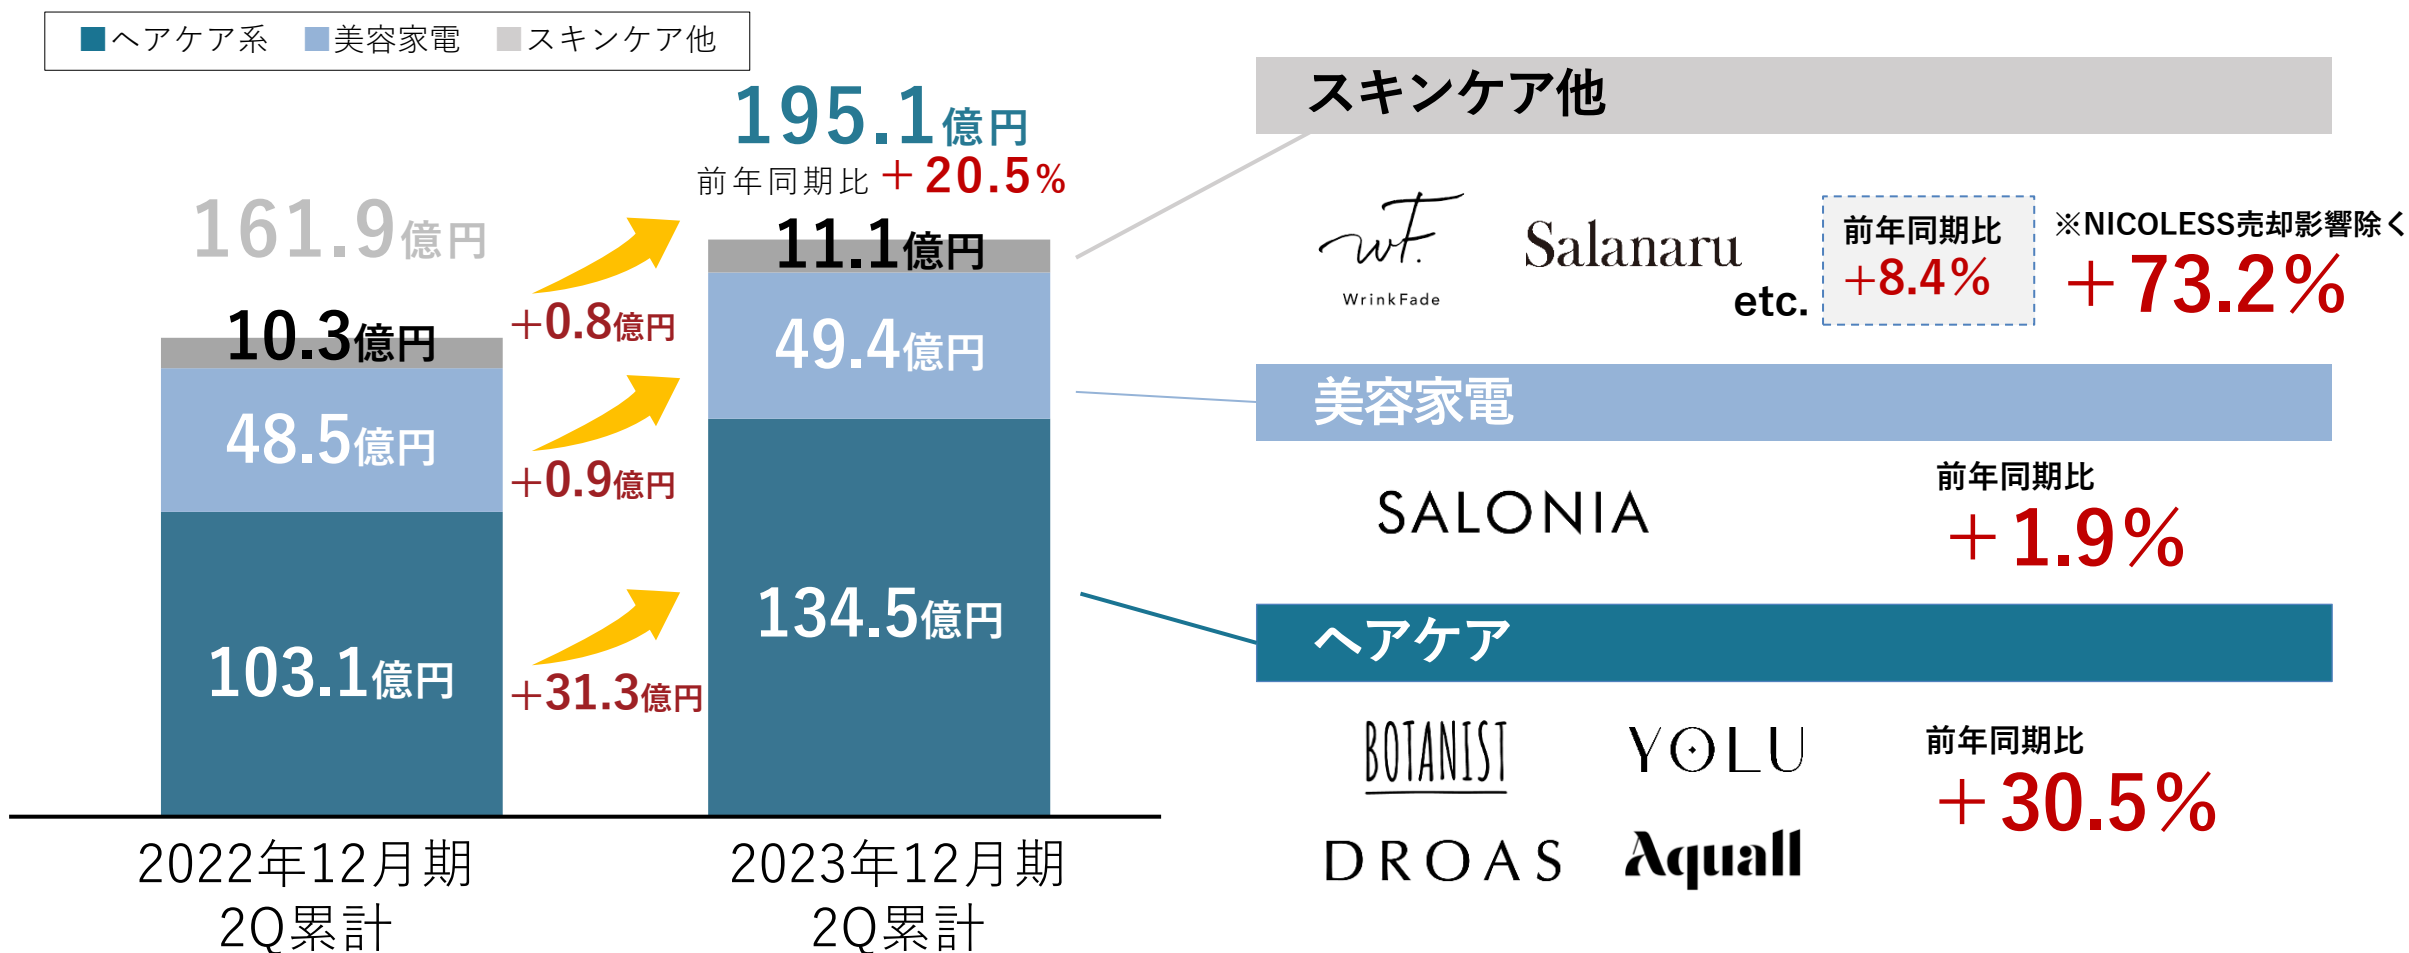 ヘアケア系 美容家電 スキンケア他
195.1億円
前年同期比 +20.5%
161.9億円
11.1億円
10.3億円
+0.8億円
49.4億円
48.5億円
+0.9億円
134.5億円
103.1億円
+31.3億円
2022年12月期
2Q累計
2023年12月期
2Q累計
スキンケア他
wF.
WrinkFade
Salanaru
etc.
前年同期比
+8.4%
※NICOLESS売却影響除く
+73.2%
美容家電
SALONIA
前年同期比
+1.9%
ヘアケア
BOTANIST
YOLU
DROAS
Aquall
前年同期比
+30.5%